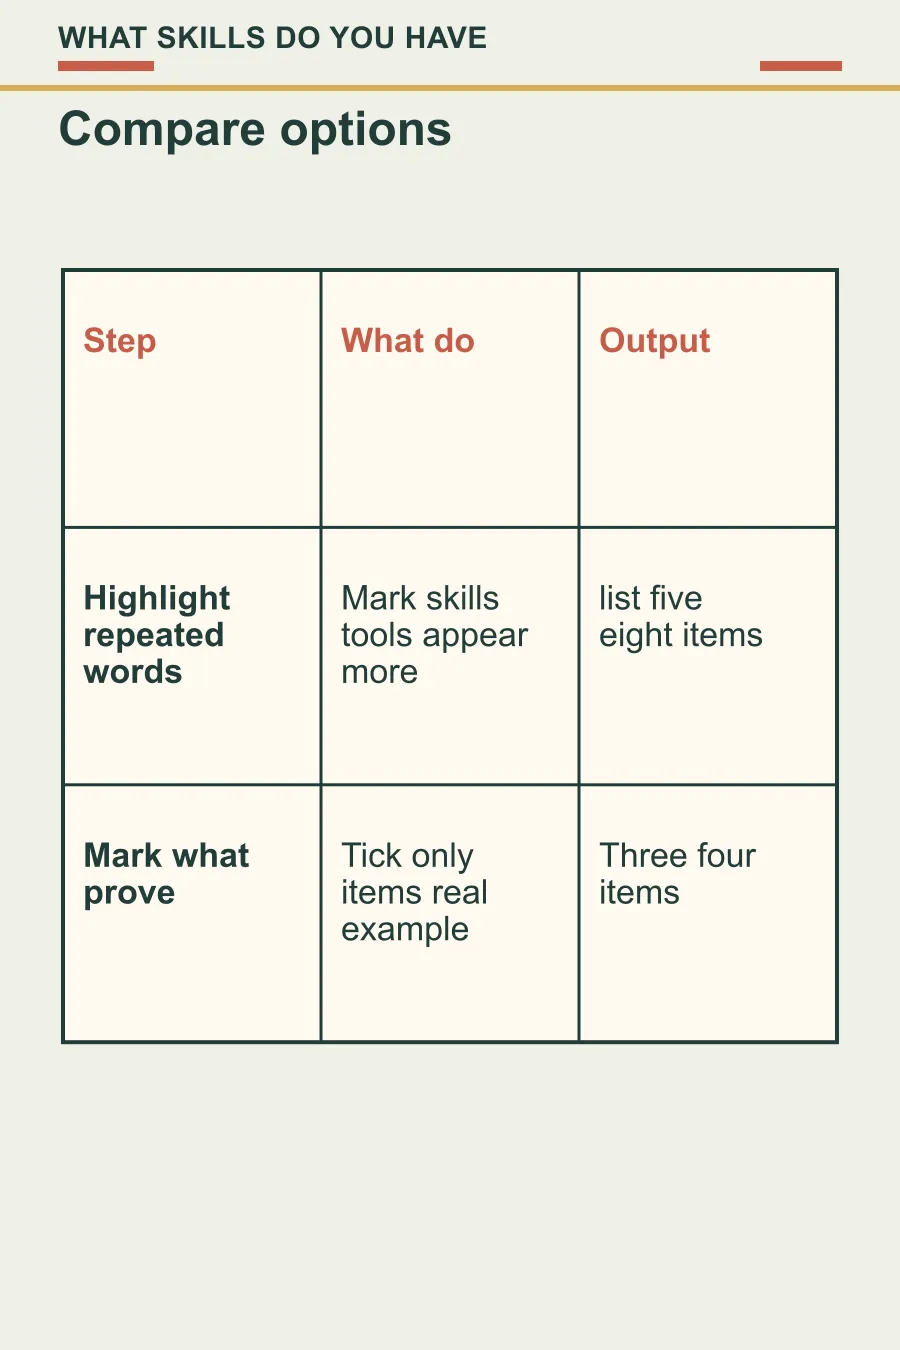 WHAT SKILLS DO YOU HAVE
Compare options
Step
What do
Output
Highlight
repeated
words
Mark skills
tools appear
more
list five
eight items
Mark what
prove
Tick only
items real
example
Three four
items